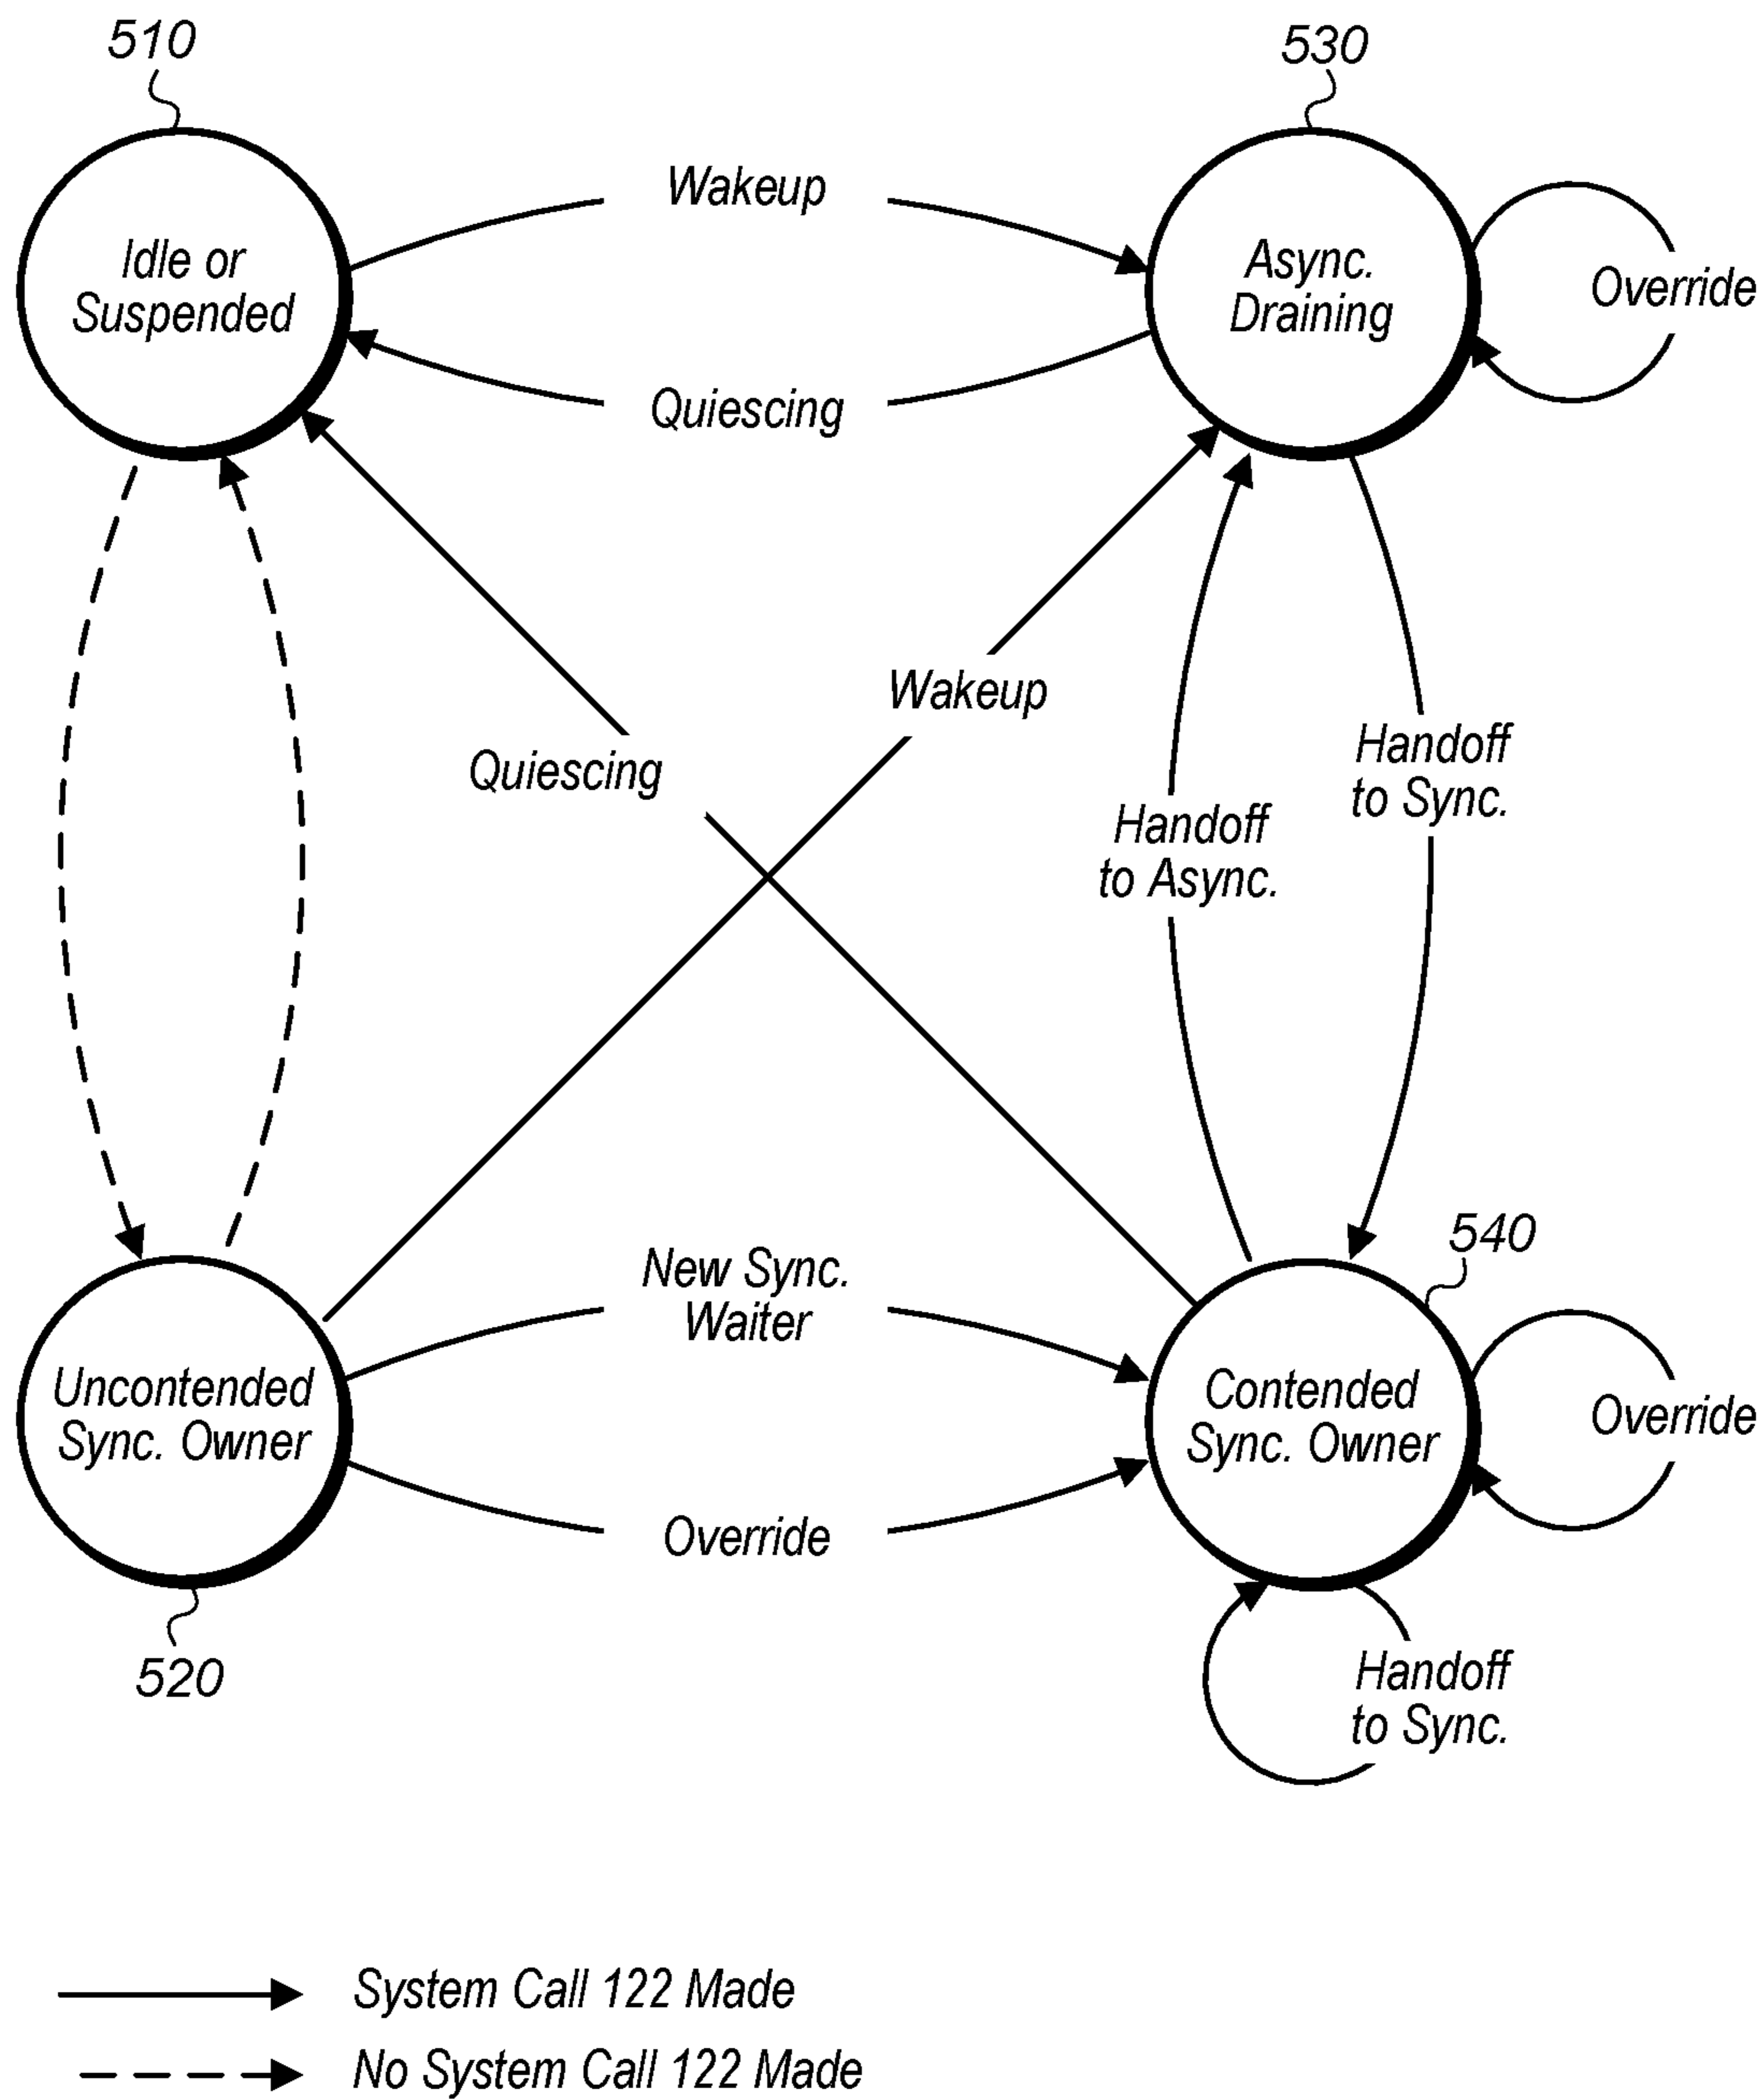 510
530
Wakeup
Idle or
Suspended
Async.
Draining
Override
Quiescing
Wakeup
Handoff
to Sync.
Quiescing
Handoff
to Async.
540
New Sync.
Waiter
Uncontended
Sync. Owner
Contended
Sync. Owner
Override
Override
520
Handoff
to Sync.
System Call 122 Made
No System Call 122 Made